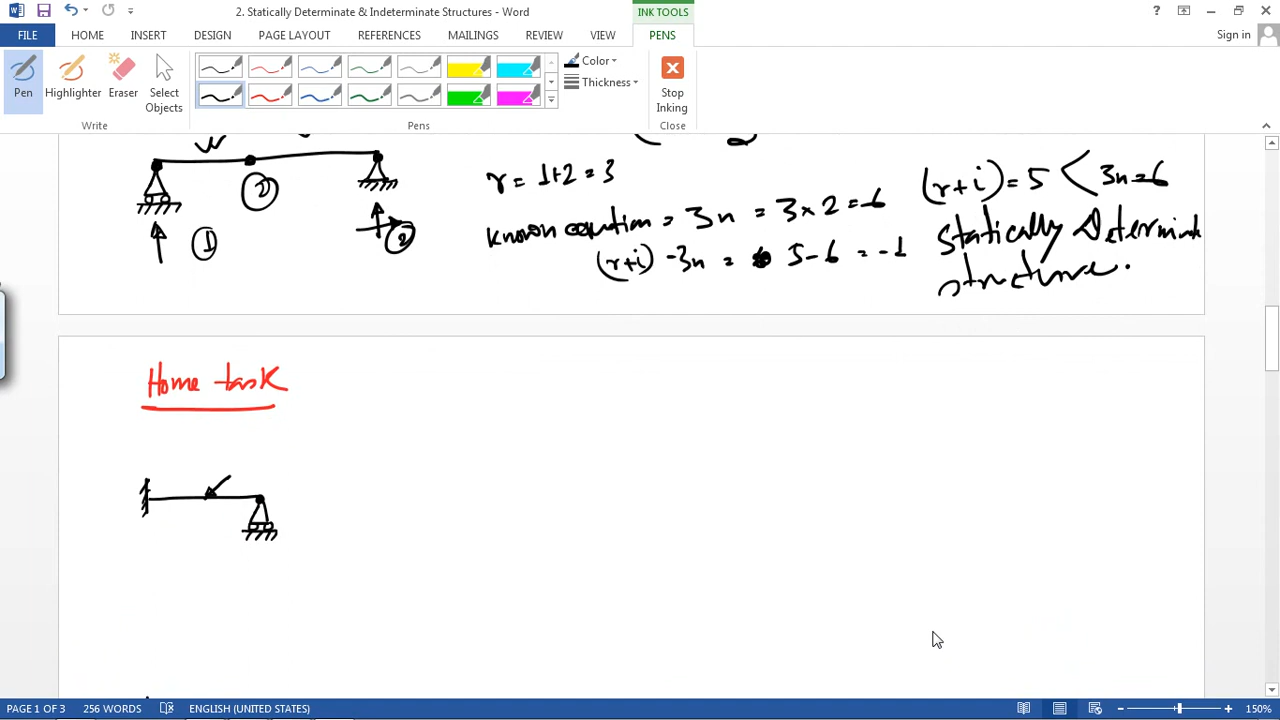 2. Statically Determinate & Indeterminate Structures - Word
INK TOOLS
FILE HOME INSERT DESIGN PAGE LAYOUT REFERENCES MAILINGS REVIEW VIEW PENS
Sign in
Pen Highlighter Eraser Select Objects
Color
Thickness
Stop Inking
Write Pens Close
W
r = 1+2 = 3
(r+i) = 5 < 3n=6
②
known equation = 3n = 3×2 = 6
Statically Determinate
① ②
(r+i) -3n = 5-6 = -1
structure.
Home task
PAGE 1 OF 3 256 WORDS ENGLISH (UNITED STATES) 150%